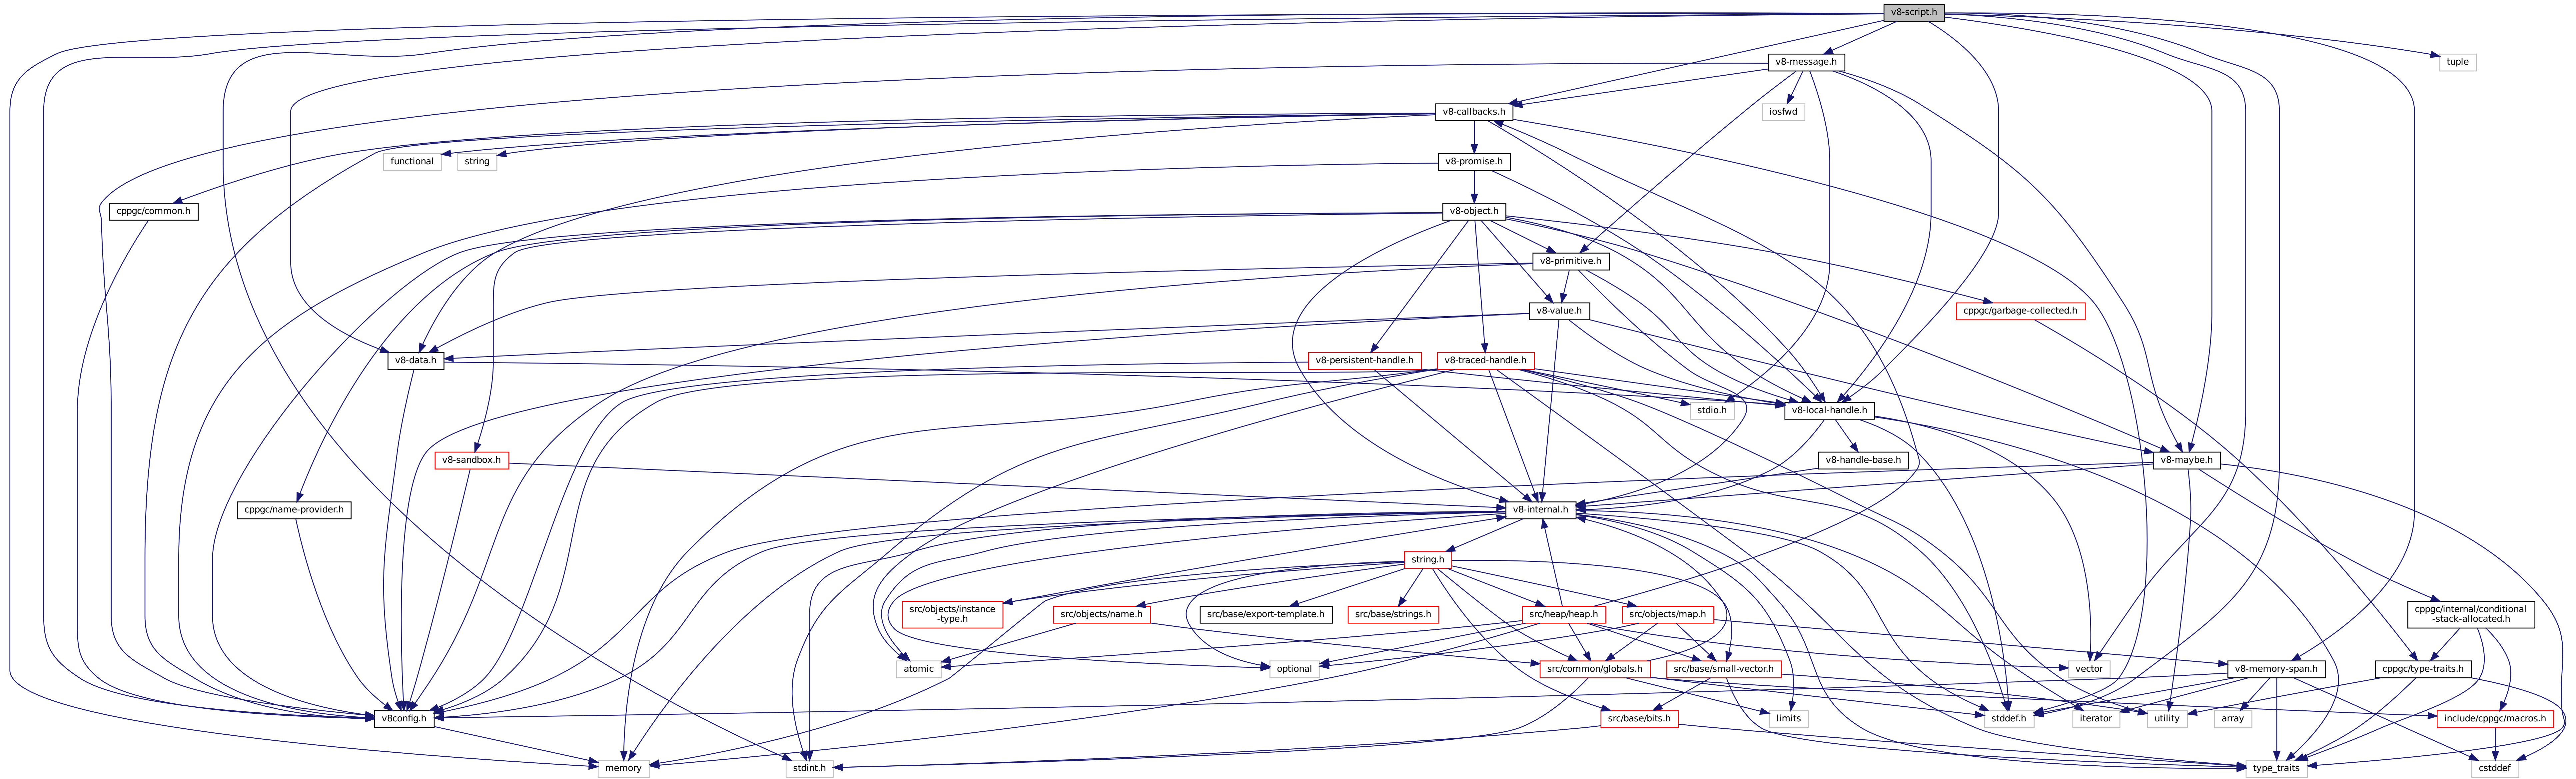 v8-script.h
v8-message.h
tuple
v8-callbacks.h
iosfwd
functional
string
v8-promise.h
cppgc/common.h
v8-object.h
v8-primitive.h
v8-value.h
cppgc/garbage-collected.h
v8-data.h
v8-persistent-handle.h
v8-traced-handle.h
stdio.h
v8-local-handle.h
v8-sandbox.h
v8-handle-base.h
v8-maybe.h
cppgc/name-provider.h
v8-internal.h
string.h
src/objects/instance
-type.h
src/objects/name.h
src/base/export-template.h
src/base/strings.h
src/heap/heap.h
src/objects/map.h
cppgc/internal/conditional
-stack-allocated.h
atomic
optional
src/common/globals.h
src/base/small-vector.h
vector
v8-memory-span.h
cppgc/type-traits.h
v8config.h
src/base/bits.h
limits
stddef.h
iterator
utility
array
include/cppgc/macros.h
memory
stdint.h
type_traits
cstddef